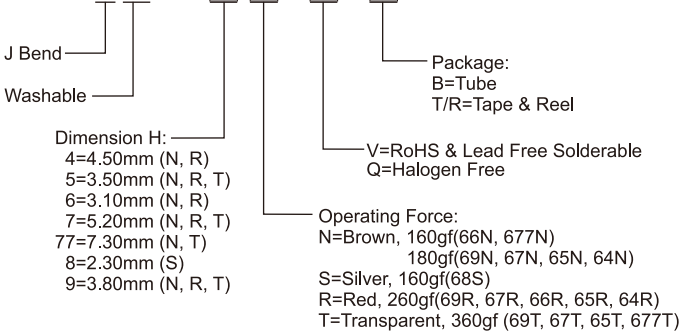 J Bend
Washable
Package:
B=Tube
T/R=Tape & Reel
Dimension H:
4=4.50mm (N, R)
5=3.50mm (N, R, T)
6=3.10mm (N, R)
7=5.20mm (N, R, T)
77=7.30mm (N, T)
8=2.30mm (S)
9=3.80mm (N, R, T)
V=RoHS & Lead Free Solderable
Q=Halogen Free
Operating Force:
N=Brown, 160gf(66N, 677N)
180gf(69N, 67N, 65N, 64N)
S=Silver, 160gf(68S)
R=Red, 260gf(69R, 67R, 66R, 65R, 64R)
T=Transparent, 360gf (69T, 67T, 65T, 677T)